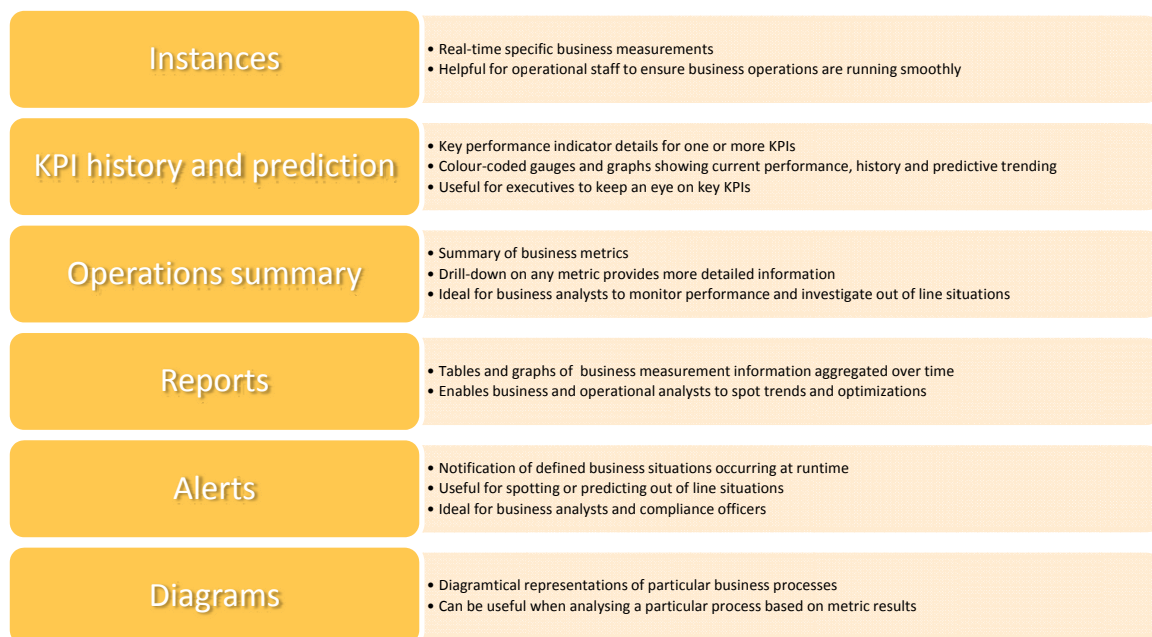 Instances
• Real-time specific business measurements
• Helpful for operational staff to ensure business operations are running smoothly
KPI history and prediction
• Key performance indicator details for one or more KPIs
• Colour-coded gauges and graphs showing current performance, history and predictive trending
• Useful for executives to keep an eye on key KPIs
Operations summary
• Summary of business metrics
• Drill-down on any metric provides more detailed information
• Ideal for business analysts to monitor performance and investigate out of line situations
Reports
• Tables and graphs of  business measurement information aggregated over time
• Enables business and operational analysts to spot trends and optimizations
Alerts
• Notification of defined business situations occurring at runtime
• Useful for spotting or predicting out of line situations
• Ideal for business analysts and compliance officers
Diagrams
• Diagramtical representations of particular business processes
• Can be useful when analysing a particular process based on metric results